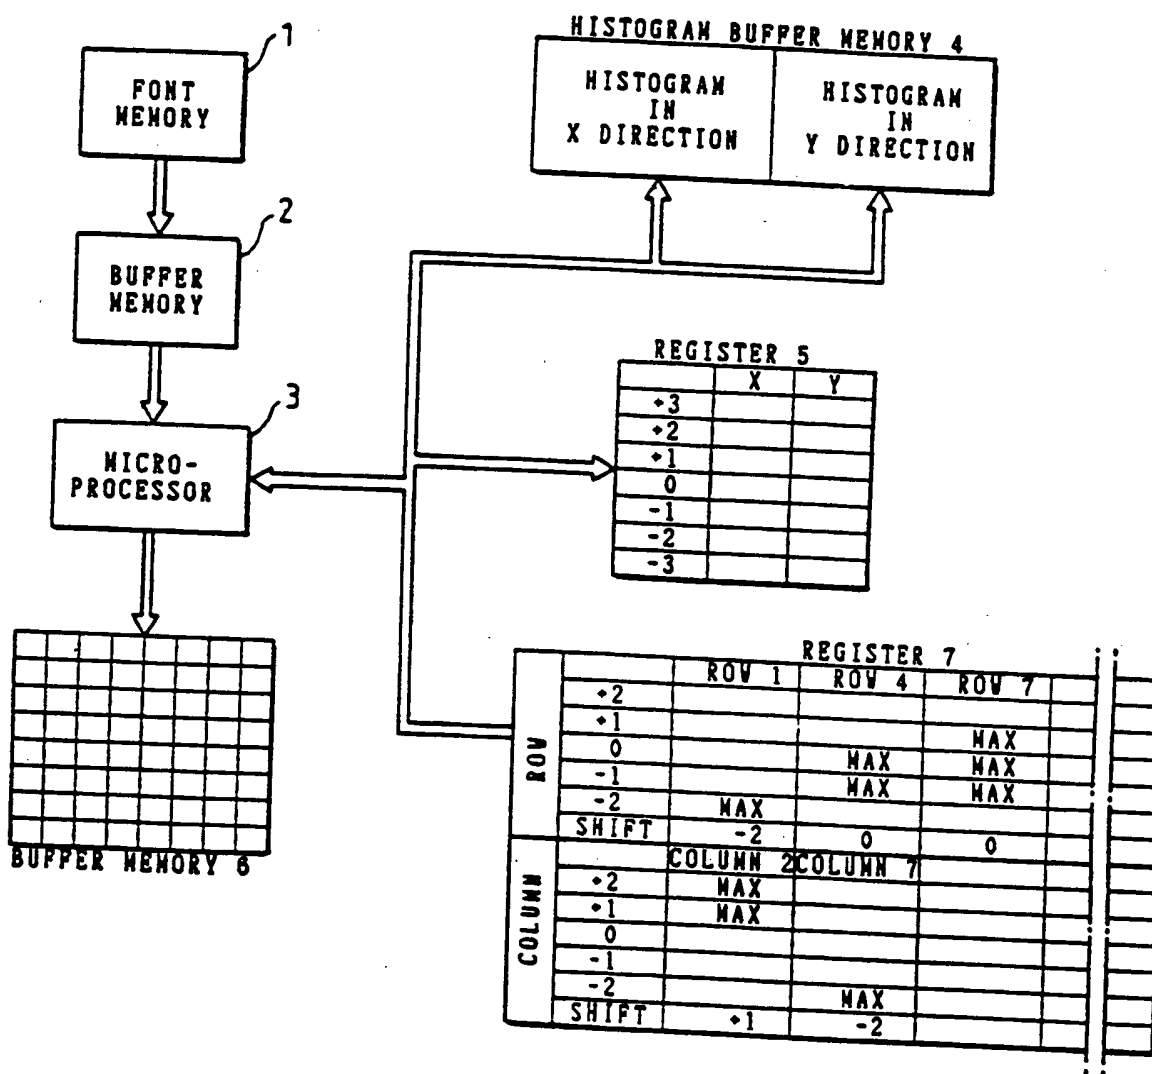 1
FONT
MEMORY
2
BUFFER
MEMORY
3
MICRO-
PROCESSOR
BUFFER MEMORY 6
HISTOGRAM BUFFER MEMORY 4
HISTOGRAM
IN
X DIRECTION
HISTOGRAM
IN
Y DIRECTION
REGISTER 5
X Y
+3
+2
+1
0
-1
-2
-3
REGISTER 7
ROW
ROW 1 ROW 4 ROW 7
+2
+1 MAX
0 MAX MAX
-1 MAX MAX
-2 MAX
SHIFT -2 0 0
COLUMN
COLUMN 2 COLUMN 7
+2 MAX
+1 MAX
0
-1
-2 MAX
SHIFT +1 -2